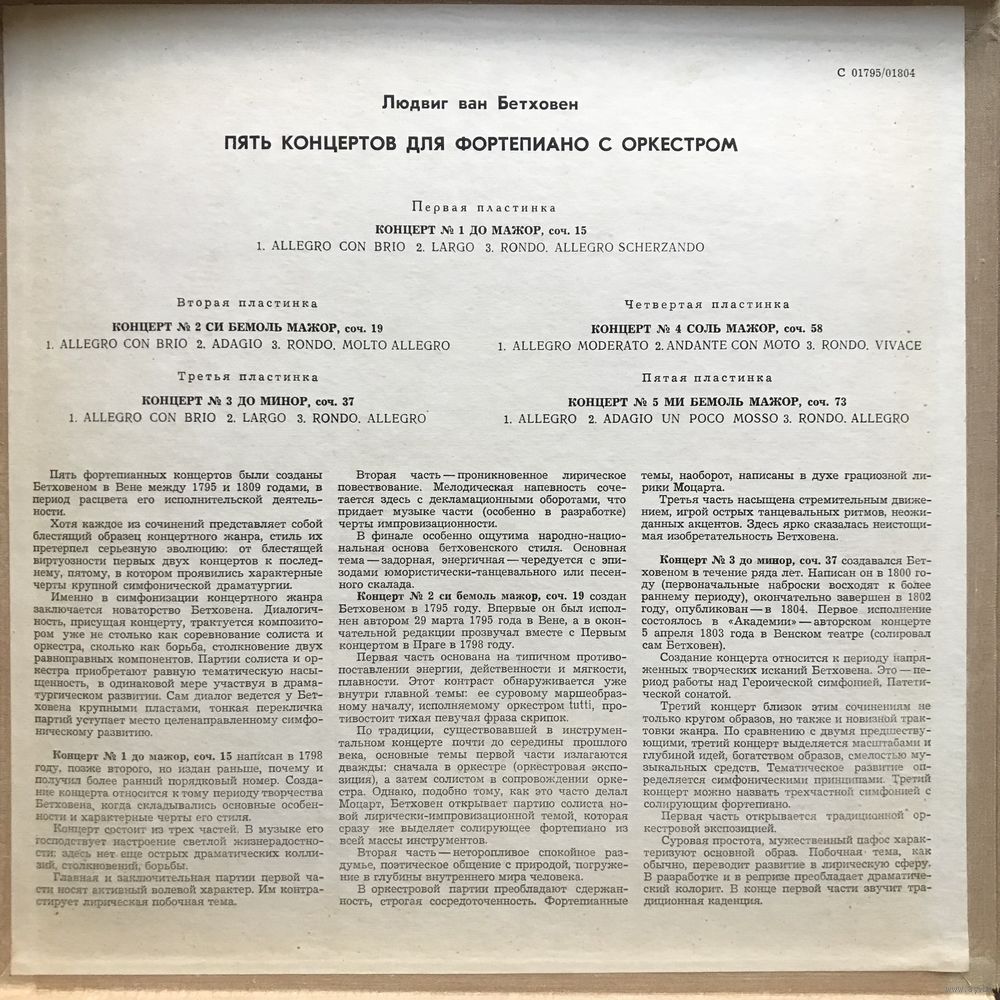 С 01795/01804
Людвиг ван Бетховен
ПЯТЬ КОНЦЕРТОВ ДЛЯ ФОРТЕПИАНО С ОРКЕСТРОМ
Первая пластинка
КОНЦЕРТ № 1 ДО МАЖОР, соч. 15
1. ALLEGRO CON BRIO 2. LARGO 3. RONDO. ALLEGRO SCHERZANDO
Вторая пластинка
КОНЦЕРТ № 2 СИ БЕМОЛЬ МАЖОР, соч. 19
1. ALLEGRO CON BRIO 2. ADAGIO 3. RONDO. MOLTO ALLEGRO
Третья пластинка
КОНЦЕРТ № 3 ДО МИНОР, соч. 37
1. ALLEGRO CON BRIO 2. LARGO 3. RONDO. ALLEGRO
Четвертая пластинка
КОНЦЕРТ № 4 СОЛЬ МАЖОР, соч. 58
1. ALLEGRO MODERATO 2. ANDANTE CON MOTO 3. RONDO. VIVACE
Пятая пластинка
КОНЦЕРТ № 5 МИ БЕМОЛЬ МАЖОР, соч. 73
1. ALLEGRO 2. ADAGIO UN POCO MOSSO 3. RONDO. ALLEGRO
Пять фортепианных концертов были созданы
Бетховеном в Вене между 1795 и 1809 годами, в
период расцвета его исполнительской деятель-
ности.
Хотя каждое из сочинений представляет собой
блестящий образец концертного жанра, стиль их
претерпел серьезную эволюцию: от блестящей
виртуозности первых двух концертов к послед-
нему, пятому, в котором проявились характерные
черты крупной симфонической драматургии.
Именно в симфонизации концертного жанра
заключается новаторство Бетховена. Диалогич-
ность, присущая концерту, трактуется композито-
ром уже не столько как соревнование солиста и
оркестра, сколько как борьба, столкновение двух
равноправных компонентов. Партии солиста и ор-
кестра приобретают равную тематическую насы-
щенность, в одинаковой мере участвуя в драма-
тургическом развитии. Сам диалог ведется у Бет-
ховена крупными пластами, тонкая перекличка
партий уступает место целенаправленному симфо-
ническому развитию.
Концерт № 1 до мажор, соч. 15 написан в 1798
году, позже второго, но издан раньше, почему и
получил более ранний порядковый номер. Созда-
ние концерта относится к тому периоду творчества
Бетховена, когда складывались основные особен-
ности и характерные черты его стиля.
Концерт состоит из трех частей. В музыке его
господствует настроение светлой жизнерадостно-
сти; здесь нет еще острых драматических колли-
зий, столкновений, борьбы.
Главная и заключительная партии первой ча-
сти носят активный волевой характер. Им контра-
стирует лирическая побочная тема.
Вторая часть — проникновенное лирическое
повествование. Мелодическая напевность соче-
тается здесь с декламационными оборотами, что
придает музыке части (особенно в разработке)
черты импровизационности.
В финале особенно ощутима народно-нацио-
нальная основа бетховенского стиля. Основная
тема — задорная, энергичная — чередуется с эпи-
зодами юмористически-танцевального или песен-
ного склада.
Концерт № 2 си бемоль мажор, соч. 19 создан
Бетховеном в 1795 году. Впервые он был испол-
нен автором 29 марта 1795 года в Вене, а в окон-
чательной редакции прозвучал вместе с Первым
концертом в Праге в 1798 году.
Первая часть основана на типичном противо-
поставлении энергии, действенности и мягкости,
плавности. Этот контраст обнаруживается уже
внутри главной темы: ее суровому маршеобраз-
ному началу, исполняемому оркестром tutti, про-
тивостоит тихая певучая фраза скрипок.
По традиции, существовавшей в инструмен-
тальном концерте почти до середины прошлого
века, основные темы первой части излагаются
дважды: сначала в оркестре (оркестровая экспо-
зиция), а затем солистом в сопровождении орке-
стра. Однако, подобно тому, как это часто делал
Моцарт, Бетховен открывает партию солиста но-
вой лирически-импровизационной темой, которая
сразу же выделяет солирующее фортепиано из
всей массы инструментов.
Вторая часть — неторопливое спокойное раз-
думье, поэтическое общение с природой, погруже-
ние в глубины внутреннего мира человека.
В оркестровой партии преобладают сдержан-
ность, строгая сосредоточенность. Фортепианные
темы, наоборот, написаны в духе грациозной ли-
рики Моцарта.
Третья часть насыщена стремительным движе-
нием, игрой острых танцевальных ритмов, неожи-
данных акцентов. Здесь ярко сказалась неистощи-
мая изобретательность Бетховена.
Концерт № 3 до минор, соч. 37 создавался Бет-
ховеном в течение ряда лет. Написан он в 1800 го-
ду (первоначальные наброски восходят к более
раннему периоду), окончательно завершен в 1802
году, опубликован — в 1804. Первое исполнение
состоялось в «Академии» — авторском концерте
5 апреля 1803 года в Венском театре (солировал
сам Бетховен).
Создание концерта относится к периоду напря-
женных творческих исканий Бетховена. Это — пе-
риод работы над Героической симфонией, Патети-
ческой сонатой.
Третий концерт близок этим сочинениям не
только кругом образов, но также и новизной трак-
товки жанра. По сравнению с двумя предшеству-
ющими, третий концерт выделяется масштабами и
глубиной идей, богатством образов, смелостью му-
зыкальных средств. Тематическое развитие оп-
ределяется симфоническими принципами. Третий
концерт можно назвать трехчастной симфонией с
солирующим фортепиано.
Первая часть открывается традиционной ор-
кестровой экспозицией.
Суровая простота, мужественный пафос харак-
теризуют основной образ. Побочная тема, как
обычно, переводит развитие в лирическую сферу.
В разработке и в репризе преобладает драматиче-
ский колорит. В конце первой части звучит тра-
диционная каденция.